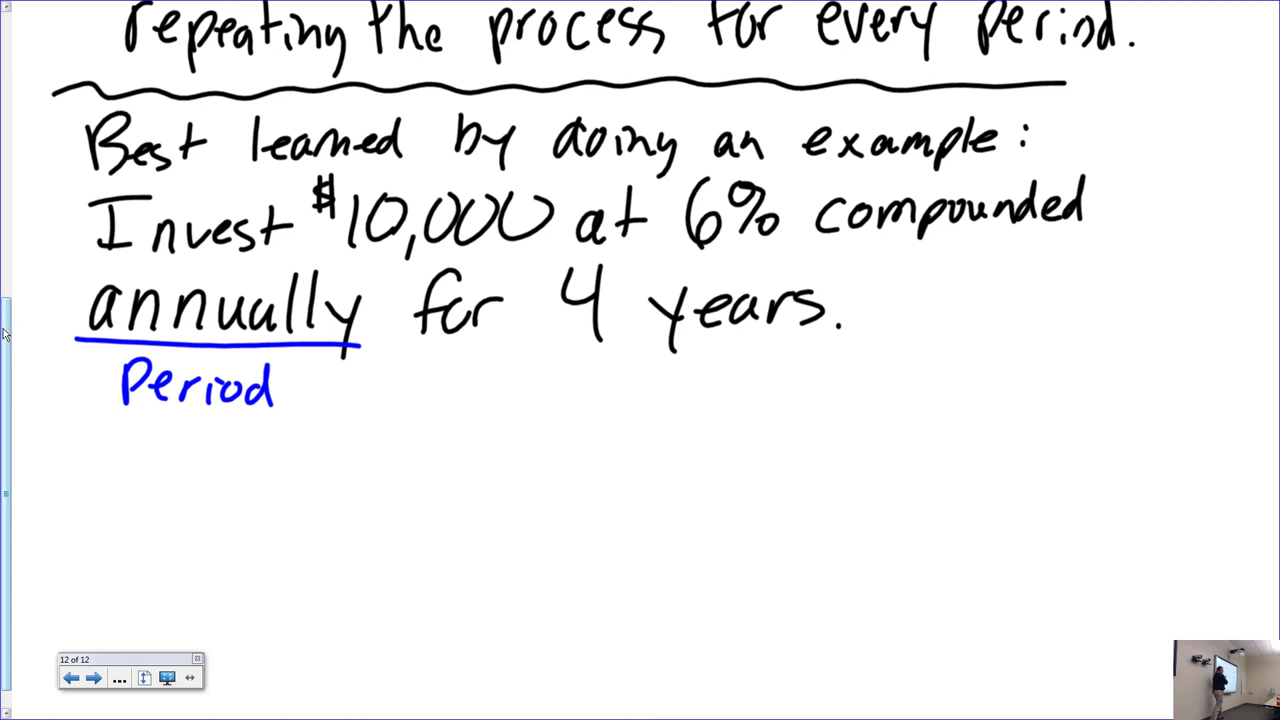 repeating the process for every period.
Best learned by doing an example:
Invest $10,000 at 6% compounded
annually for 4 years.
Period
12 of 12
...